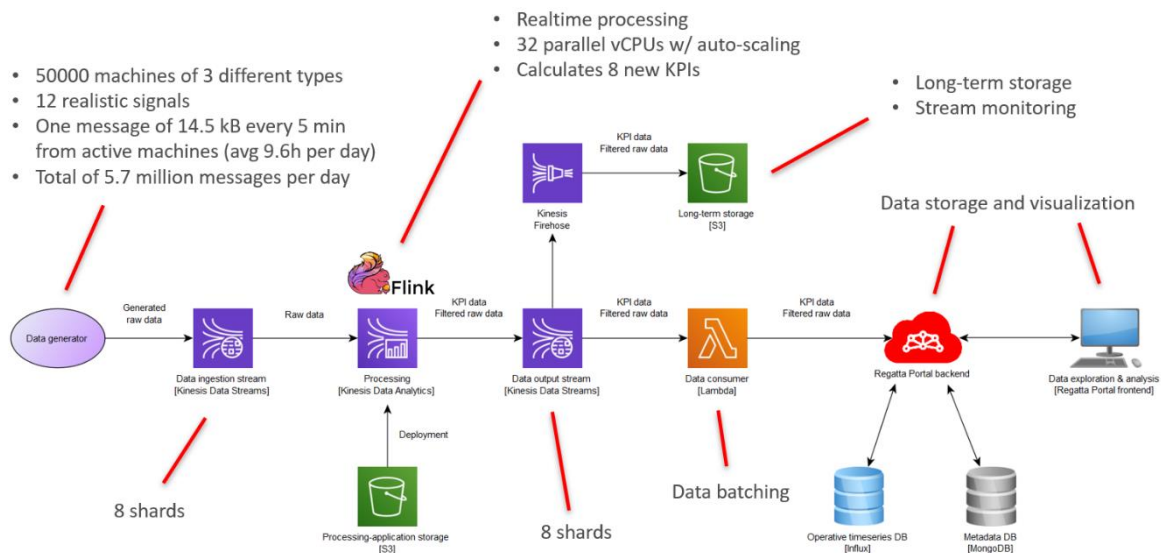 • Realtime processing
• 32 parallel vCPUs w/ auto-scaling
• Calculates 8 new KPIs
• 50000 machines of 3 different types
• 12 realistic signals
• One message of 14.5 kB every 5 min
from active machines (avg 9.6h per day)
• Total of 5.7 million messages per day
• Long-term storage
• Stream monitoring
KPI data
Filtered raw data
Kinesis
Firehose
Long-term storage
[S3]
Data storage and visualization
Flink
Data generator
Generated
raw data
Data ingestion stream
[Kinesis Data Streams]
Raw data
Processing
[Kinesis Data Analytics]
KPI data
Filtered raw data
Data output stream
[Kinesis Data Streams]
KPI data
Filtered raw data
Data consumer
[Lambda]
KPI data
Filtered raw data
Regatta Portal backend
Data exploration & analysis
[Regatta Portal frontend]
Deployment
8 shards
Processing-application storage
[S3]
8 shards
Data batching
Operative timeseries DB
[Influx]
Metadata DB
[MongoDB]